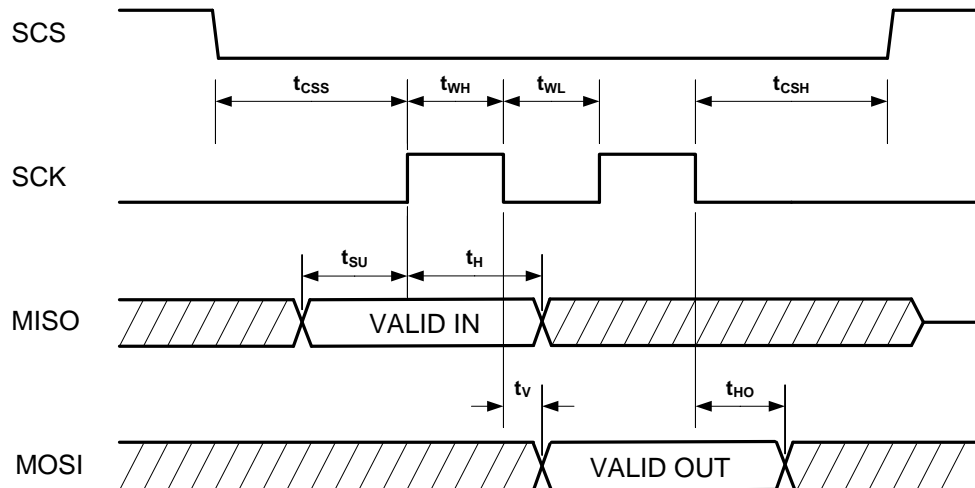 SCS
tCSS
tWH
tWL
tCSH
SCK
tSU
tH
MISO
VALID IN
tV
tHO
MOSI
VALID OUT